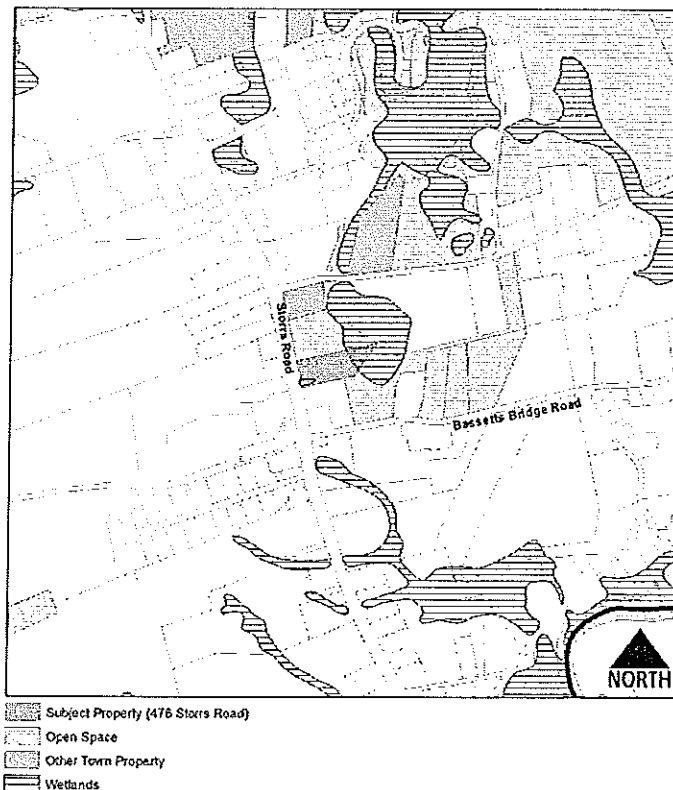 Storrs Road
Bassetts Bridge Road
NORTH
Subject Property (476 Storrs Road)
Open Space
Other Town Property
Wetlands